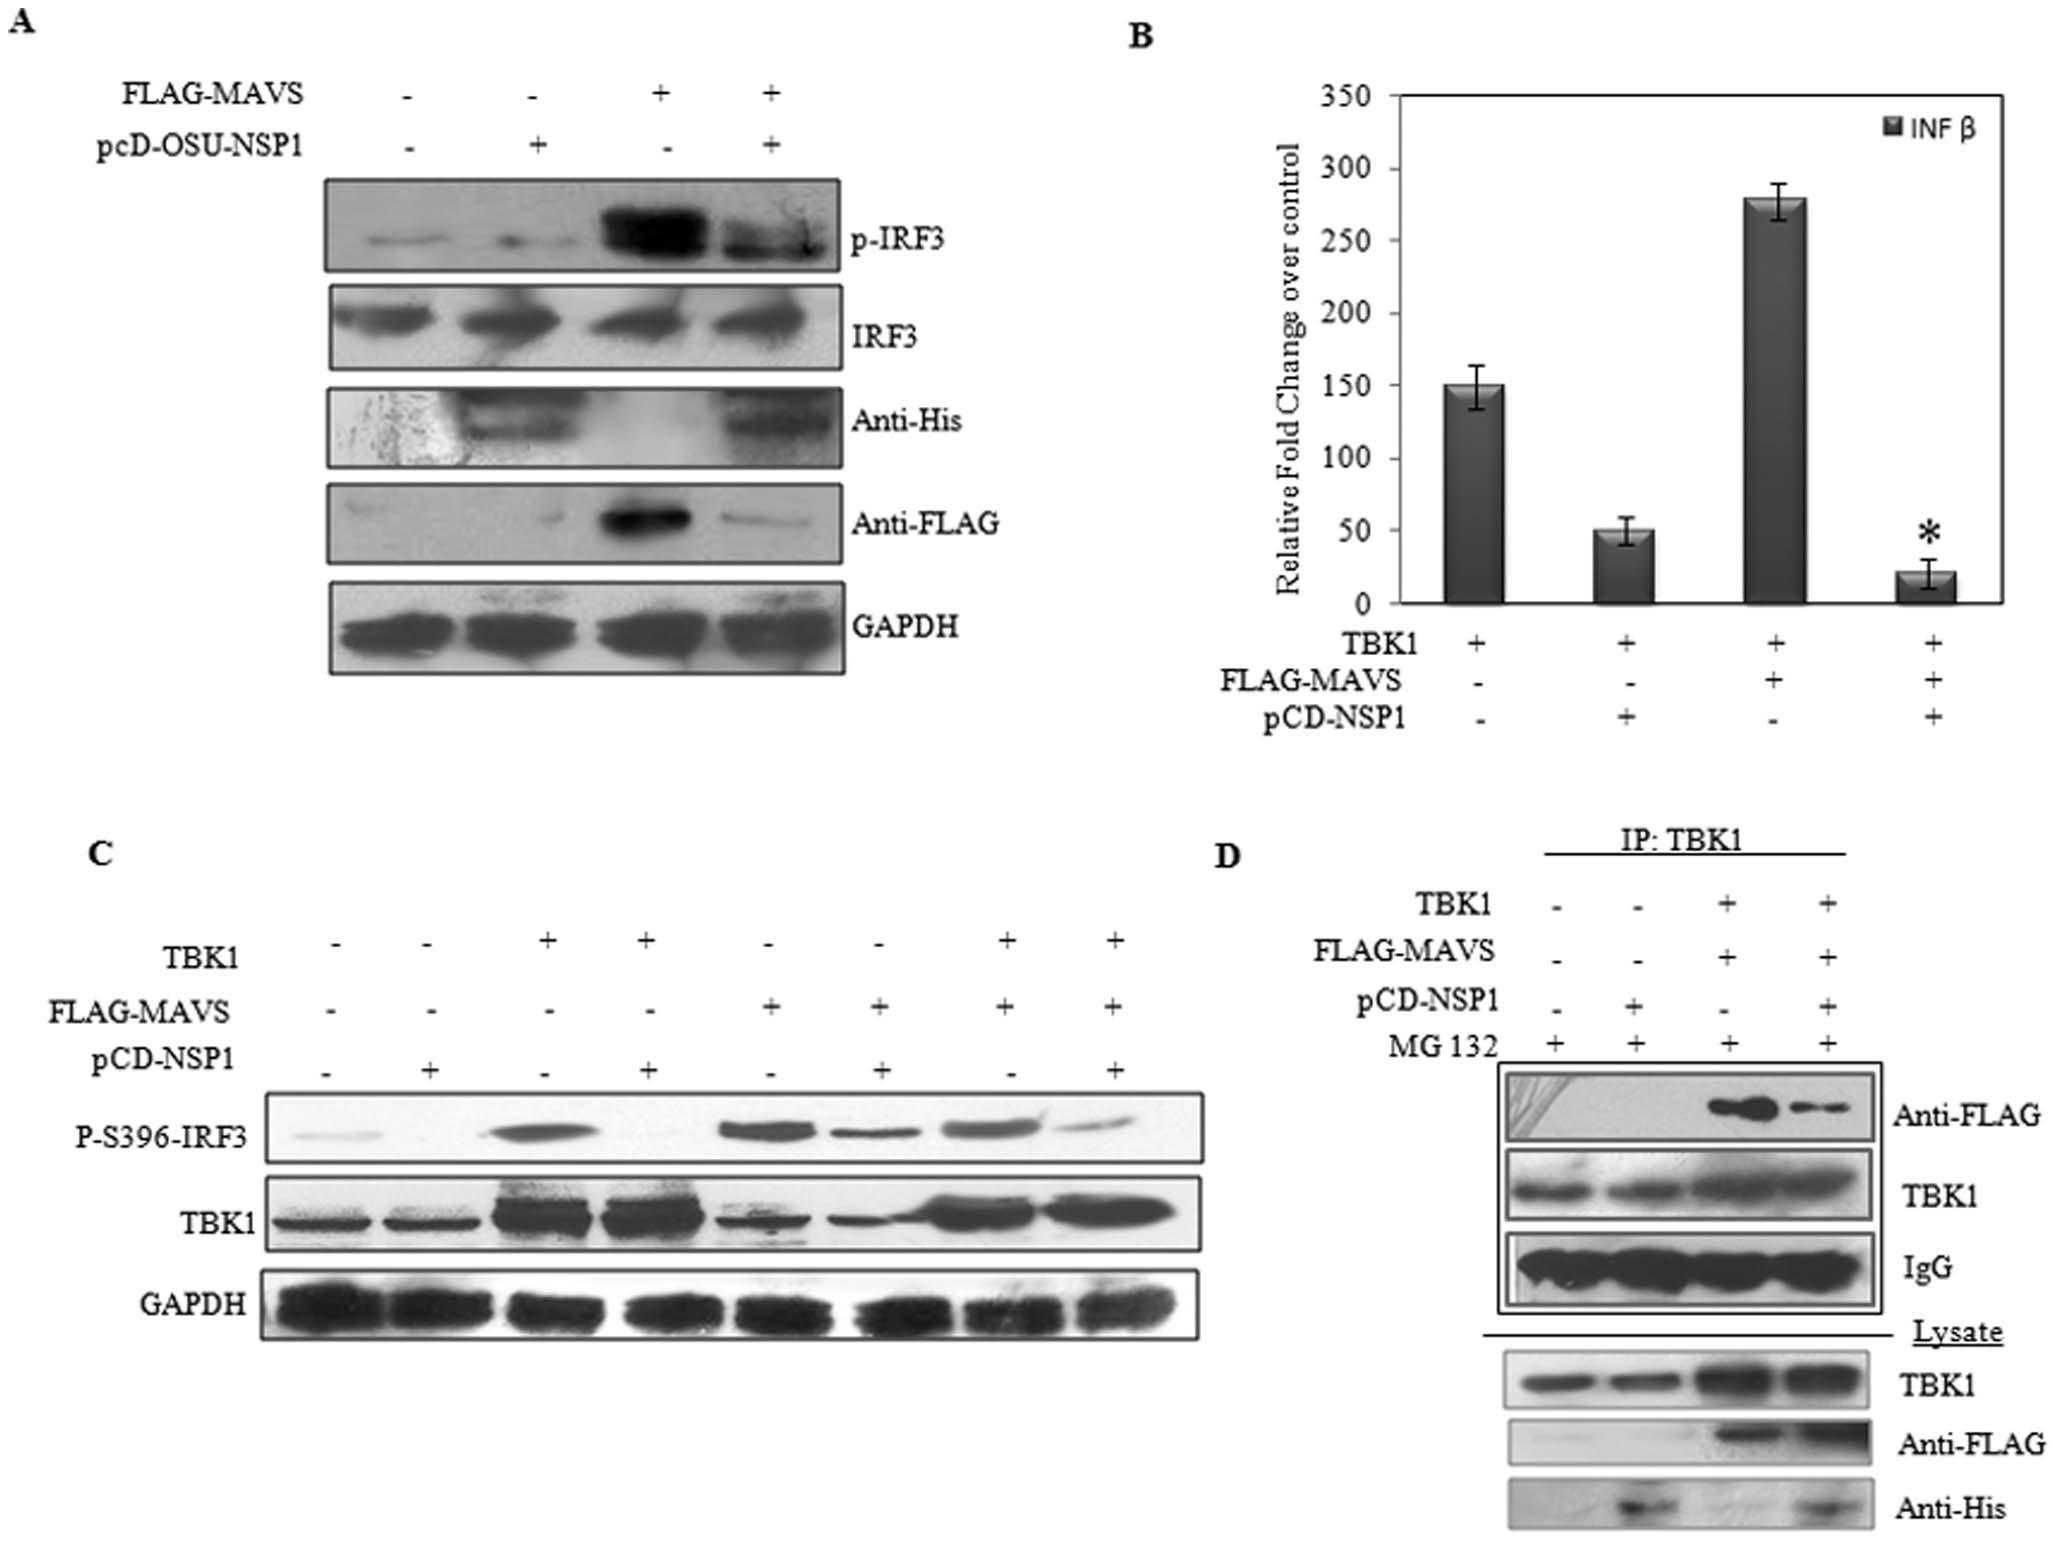 A
FLAG-MAVS - - + +
pcD-OSU-NSP1 - + - +
p-IRF3
IRF3
Anti-His
Anti-FLAG
GAPDH
B
Relative Fold Change over control
350
300
250
200
150
100
50
0
INF β
*
TBK1 + + + +
FLAG-MAVS - - + +
pCD-NSP1 - + - +
C
TBK1 - - + + - - + +
FLAG-MAVS - - - - + + + +
pCD-NSP1 - + - + - + - +
P-S396-IRF3
TBK1
GAPDH
D
IP: TBK1
TBK1 - - + +
FLAG-MAVS - - + +
pCD-NSP1 - + - +
MG 132 + + + +
Anti-FLAG
TBK1
IgG
Lysate
TBK1
Anti-FLAG
Anti-His